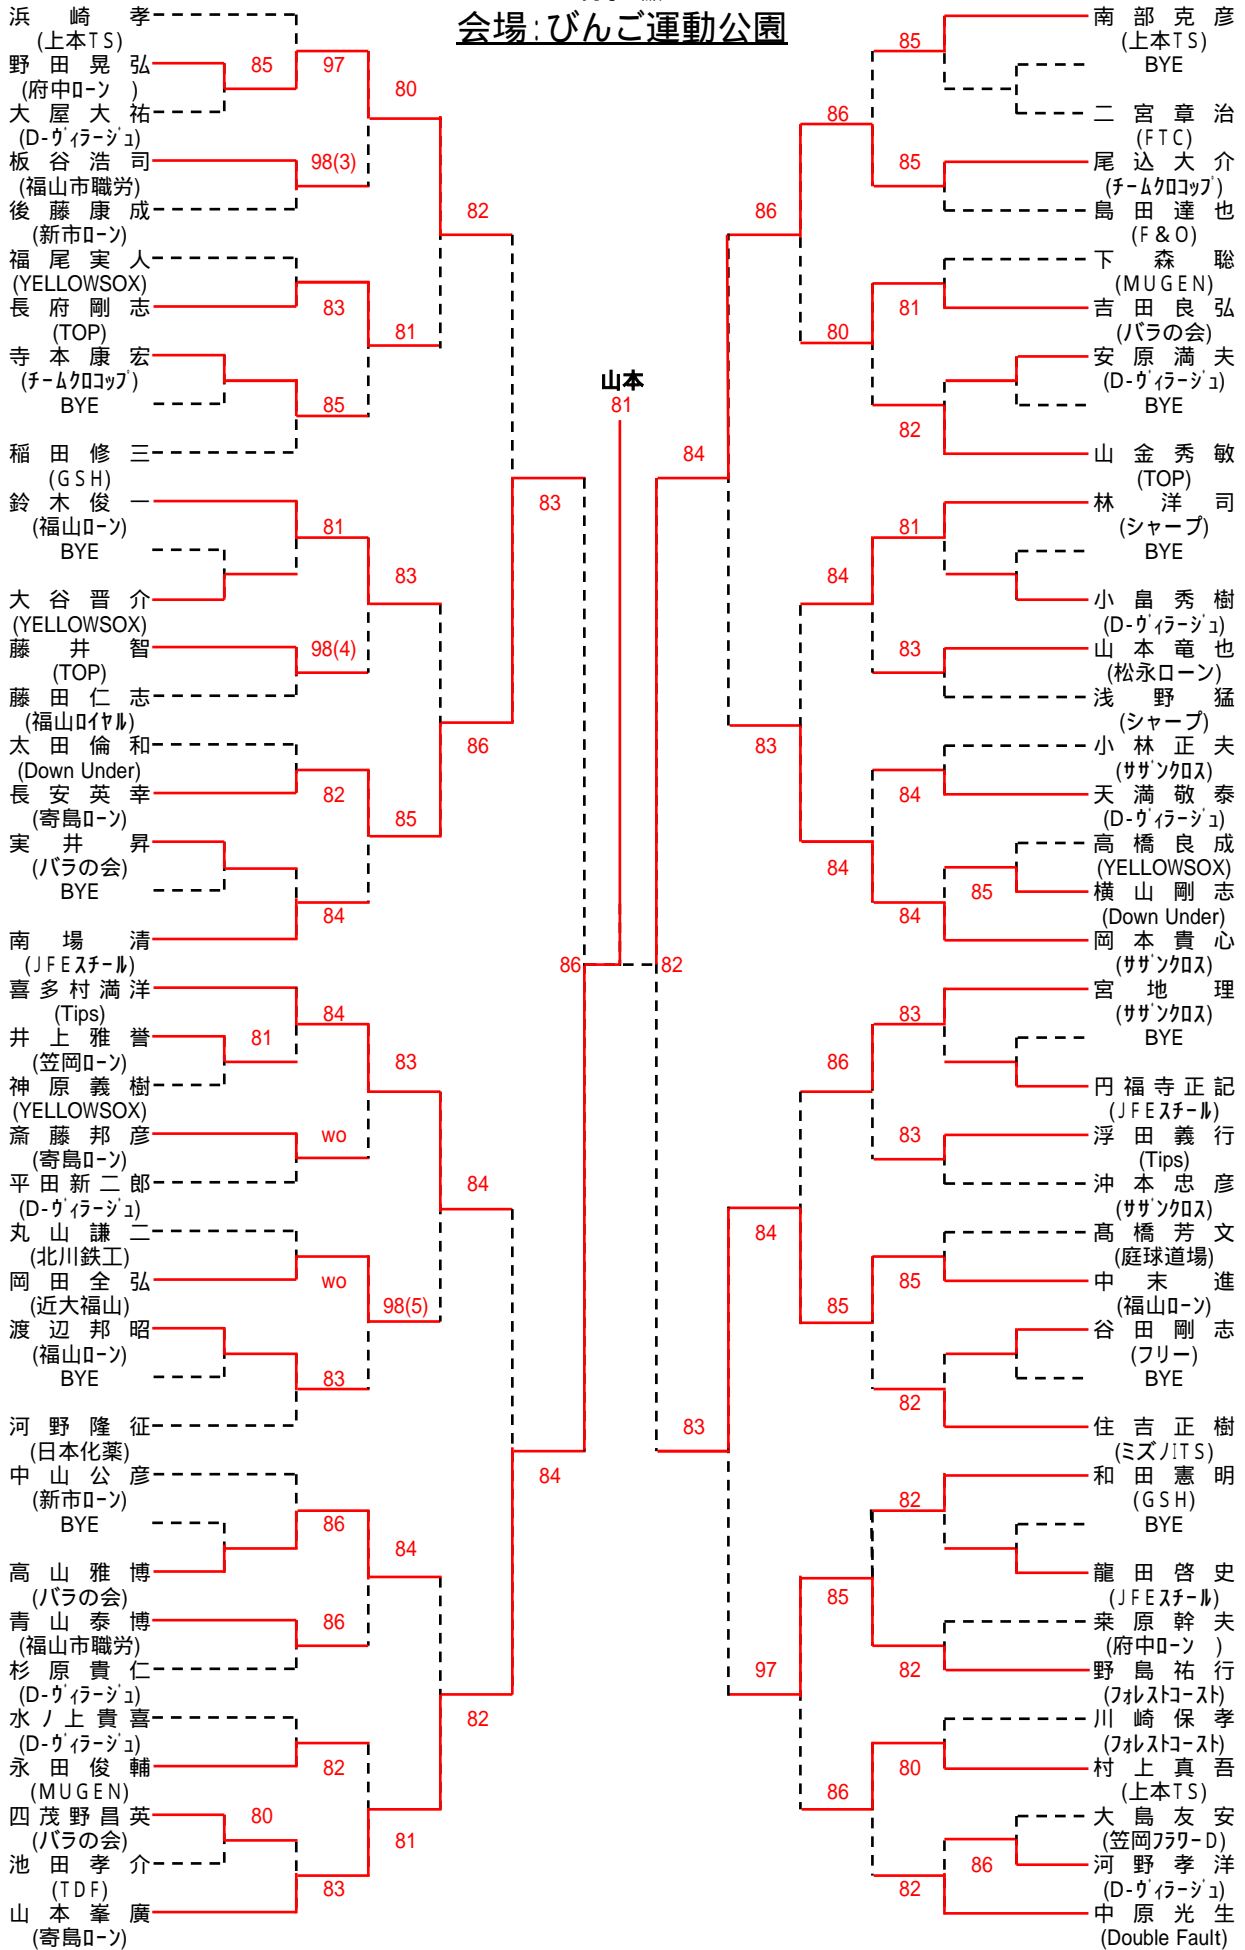 会場:びんご運動公園
浜崎孝
(上本TS)
野田晃弘
(府中ローン )
85
97
80
大屋大祐
(D-ヴィラージュ)
板谷浩司
(福山市職労)
98(3)
後藤康成
(新市ローン)
82
福尾実人
(YELLOWSOX)
長府剛志
(TOP)
83
81
寺本康宏
(チームクロコップ)
BYE
85
稲田修三
(GSH)
鈴木俊一
(福山ローン)
81
83
BYE
83
大谷晋介
(YELLOWSOX)
藤井智
(TOP)
98(4)
藤田仁志
(福山ロイヤル)
太田倫和
(Down Under)
86
長安英幸
(寄島ローン)
82
85
実井昇
(バラの会)
BYE
84
南場清
(JFEスチール)
86
喜多村満洋
(Tips)
84
井上雅誉
(笠岡ローン)
81
83
神原義樹
(YELLOWSOX)
斎藤邦彦
(寄島ローン)
wo
平田新二郎
(D-ヴィラージュ)
84
丸山謙二
(北川鉄工)
岡田全弘
(近大福山)
wo
98(5)
渡辺邦昭
(福山ローン)
BYE
83
河野隆征
(日本化薬)
84
中山公彦
(新市ローン)
BYE
86
84
高山雅博
(バラの会)
青山泰博
(福山市職労)
86
杉原貴仁
(D-ヴィラージュ)
82
水ノ上貴喜
(D-ヴィラージュ)
永田俊輔
(MUGEN)
82
四茂野昌英
(バラの会)
80
81
池田孝介
(TDF)
83
山本峯廣
(寄島ローン)
山本
81
南部克彦
(上本TS)
85
BYE
86
二宮章治
(FTC)
尾込大介
(チームクロコップ)
85
島田達也
(F&O)
86
下森聡
(MUGEN)
吉田良弘
(バラの会)
81
80
安原満夫
(D-ヴィラージュ)
BYE
82
山金秀敏
(TOP)
84
林洋司
(シャープ)
81
BYE
84
小畠秀樹
(D-ヴィラージュ)
山本竜也
(松永ローン)
83
浅野猛
(シャープ)
83
小林正夫
(サザンクロス)
天満敬泰
(D-ヴィラージュ)
84
高橋良成
(YELLOWSOX)
84
横山剛志
(Down Under)
85
84
岡本貴心
(サザンクロス)
82
宮地理
(サザンクロス)
83
BYE
86
円福寺正記
(JFEスチール)
浮田義行
(Tips)
83
沖本忠彦
(サザンクロス)
84
髙橋芳文
(庭球道場)
中末進
(福山ローン)
85
85
谷田剛志
(フリー)
BYE
82
住吉正樹
(ミズノITS)
83
和田憲明
(GSH)
82
BYE
85
龍田啓史
(JFEスチール)
来原幹夫
(府中ローン )
野島祐行
(フォレストコースト)
82
97
川崎保孝
(フォレストコースト)
村上真吾
(上本TS)
80
86
大島友安
(笠岡フラワーD)
河野孝洋
(D-ヴィラージュ)
86
82
中原光生
(Double Fault)